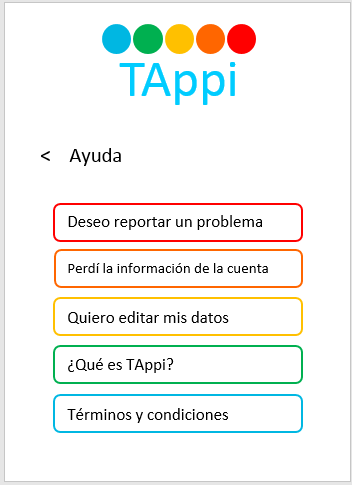 TAppi
< Ayuda
Deseo reportar un problema
Perdí la información de la cuenta
Quiero editar mis datos
¿Qué es TAppi?
Términos y condiciones